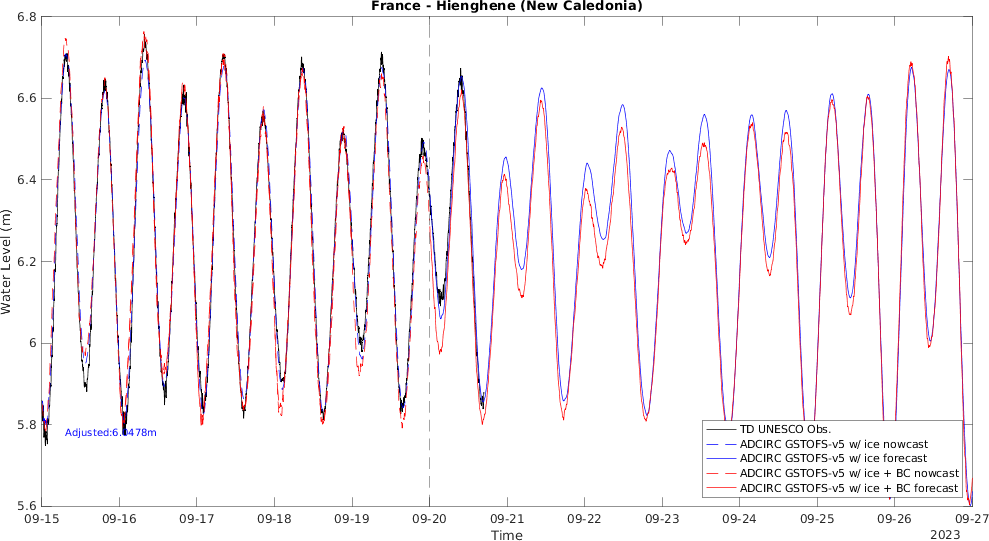 France - Hienghene (New Caledonia)
Water Level (m)
6.8
6.6
6.4
6.2
6
5.8
5.6
Adjusted:6.0478m
TD UNESCO Obs.
ADCIRC GSTOFS-v5 w/ ice nowcast
ADCIRC GSTOFS-v5 w/ ice forecast
ADCIRC GSTOFS-v5 w/ ice + BC nowcast
ADCIRC GSTOFS-v5 w/ ice + BC forecast
09-15 09-16 09-17 09-18 09-19 09-20 09-21 09-22 09-23 09-24 09-25 09-26 09-27
Time
2023